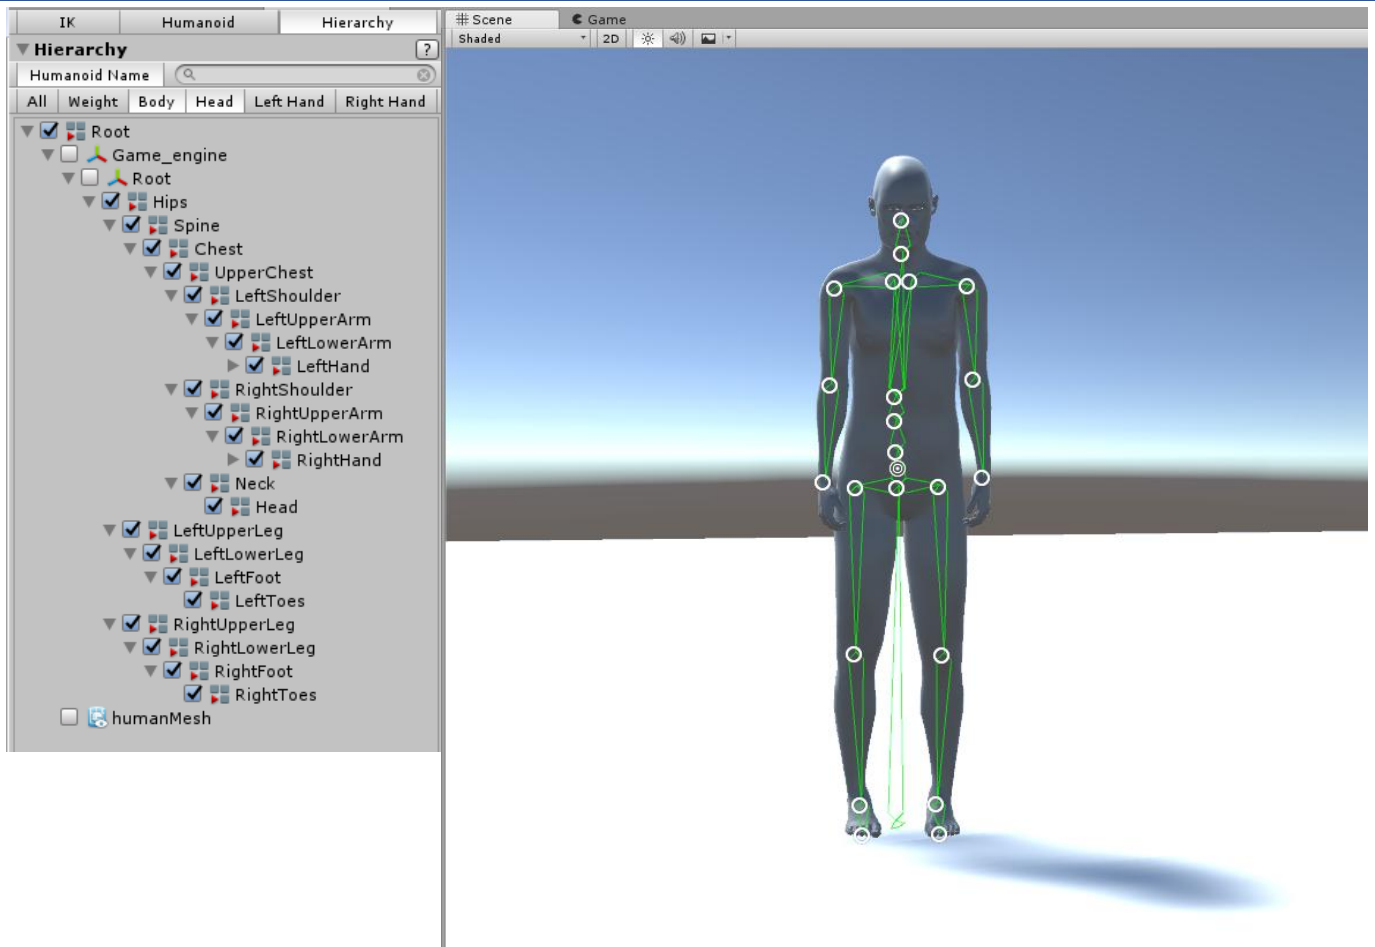 IK Humanoid Hierarchy
Hierarchy ?
Humanoid Name
All Weight Body Head Left Hand Right Hand
Root
Game_engine
Root
Hips
Spine
Chest
UpperChest
LeftShoulder
LeftUpperArm
LeftLowerArm
LeftHand
RightShoulder
RightUpperArm
RightLowerArm
RightHand
Neck
Head
LeftUpperLeg
LeftLowerLeg
LeftFoot
LeftToes
RightUpperLeg
RightLowerLeg
RightFoot
RightToes
humanMesh
Scene Game
Shaded 2D